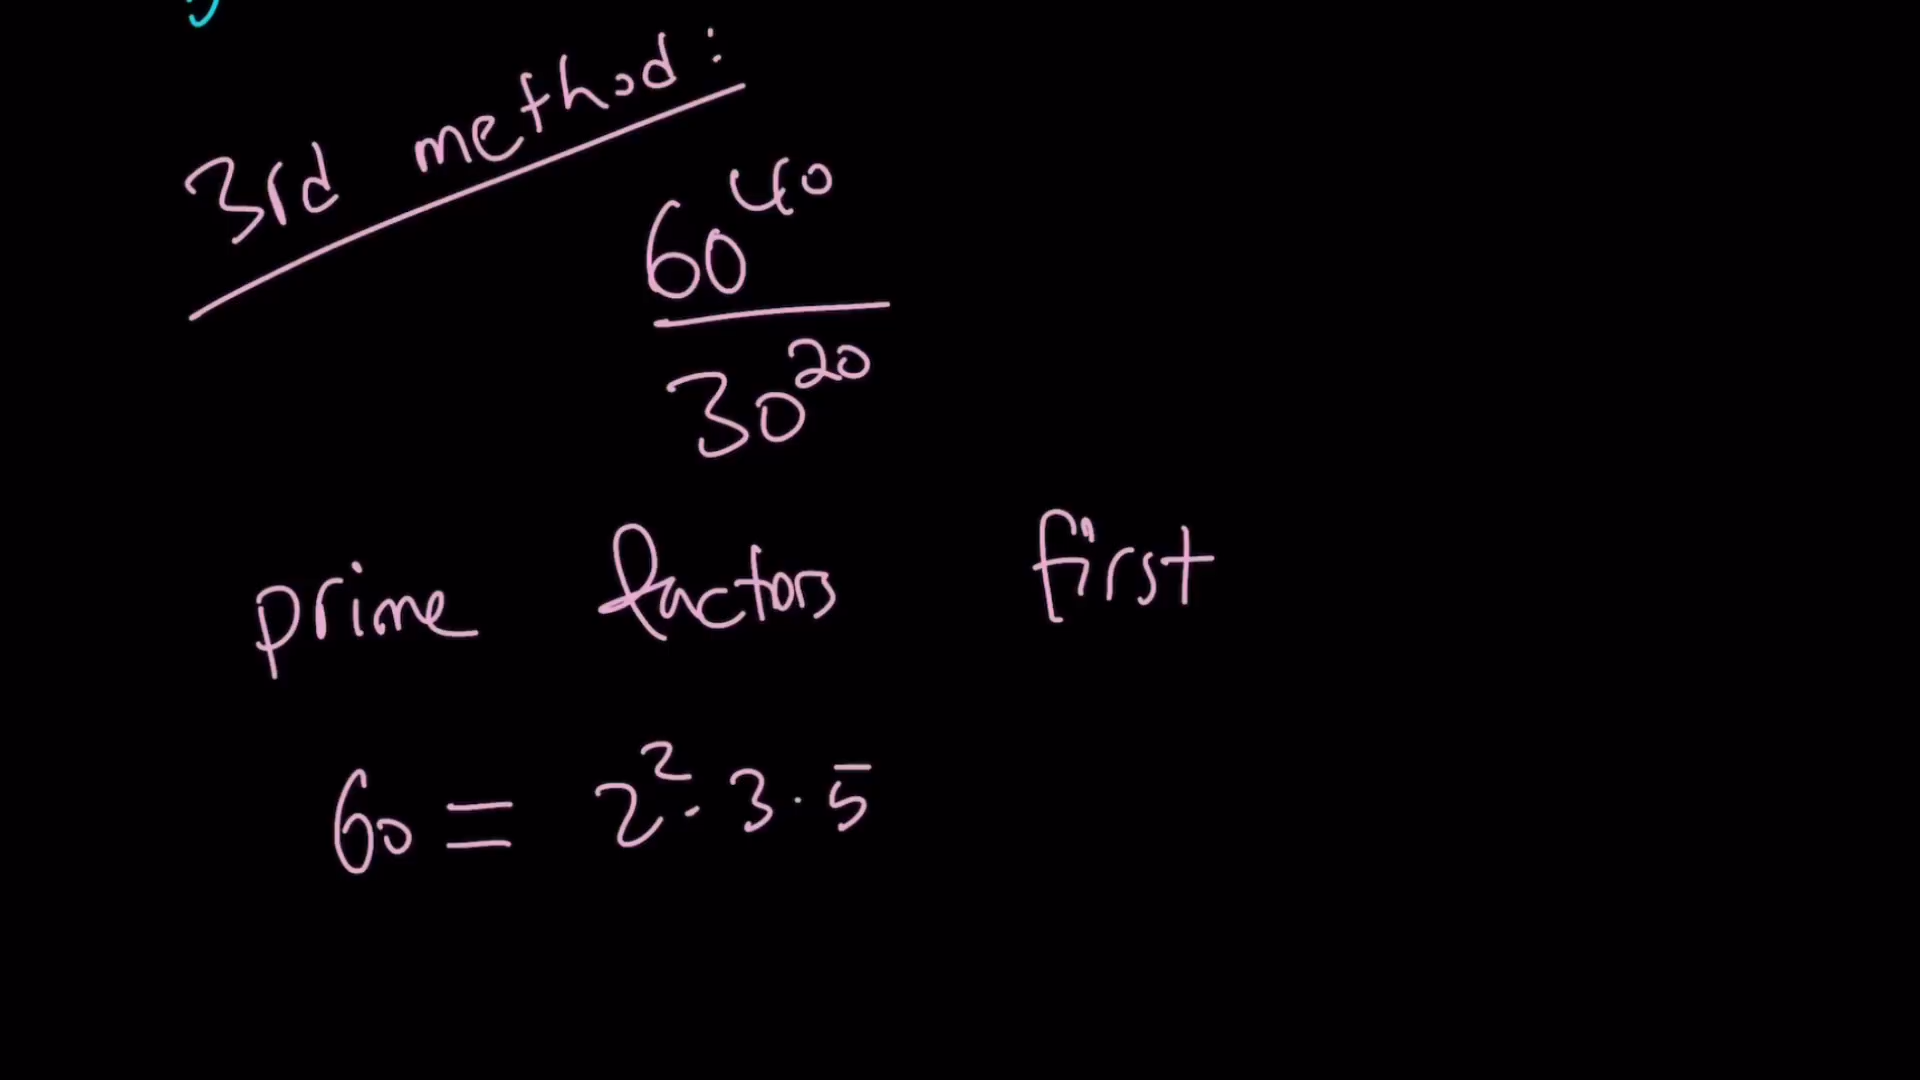 3rd method:
60^40
30^20
prime factors first
60 = 2^2 · 3 · 5